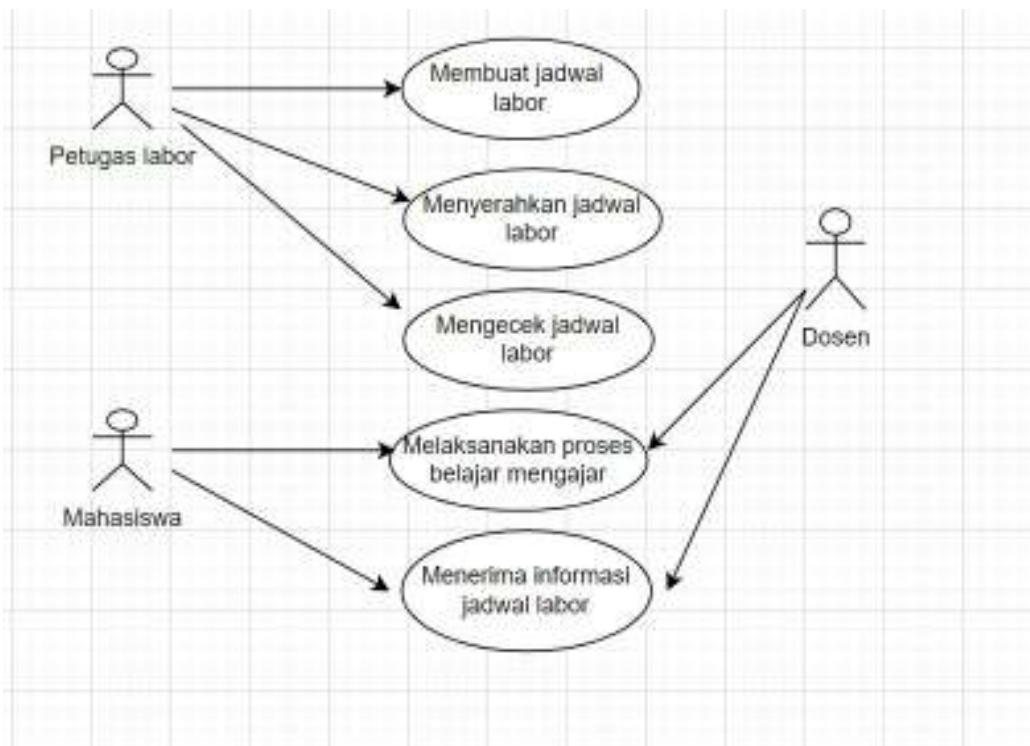 Membuat jadwal
labor
Petugas labor
Menyerahkan jadwal
labor
Mengecek jadwal
labor
Dosen
Melaksanakan proses
belajar mengajar
Mahasiswa
Menerima informasi
jadwal labor